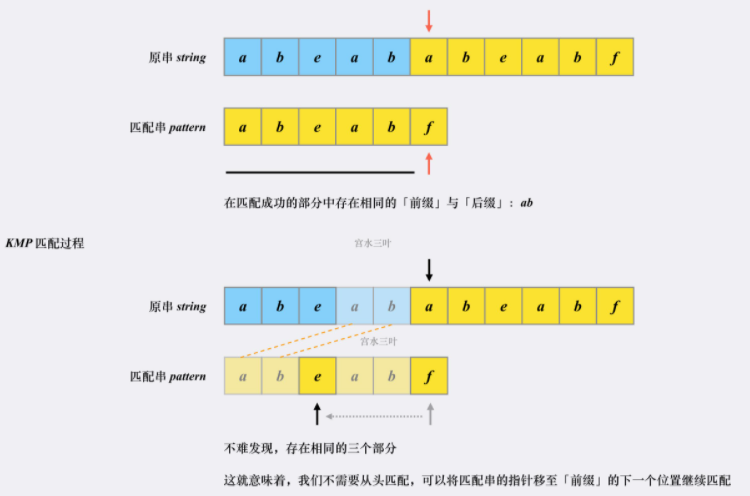 原串 string a b e a b a b e a b f
匹配串 pattern a b e a b f
在匹配成功的部分中存在相同的「前缀」与「后缀」: ab
KMP 匹配过程
宫水三叶
原串 string a b e a b a b e a b f
宫水三叶
匹配串 pattern a b e a b f
不难发现，存在相同的三个部分
这就意味着，我们不需要从头匹配，可以将匹配串的指针移至「前缀」的下一个位置继续匹配